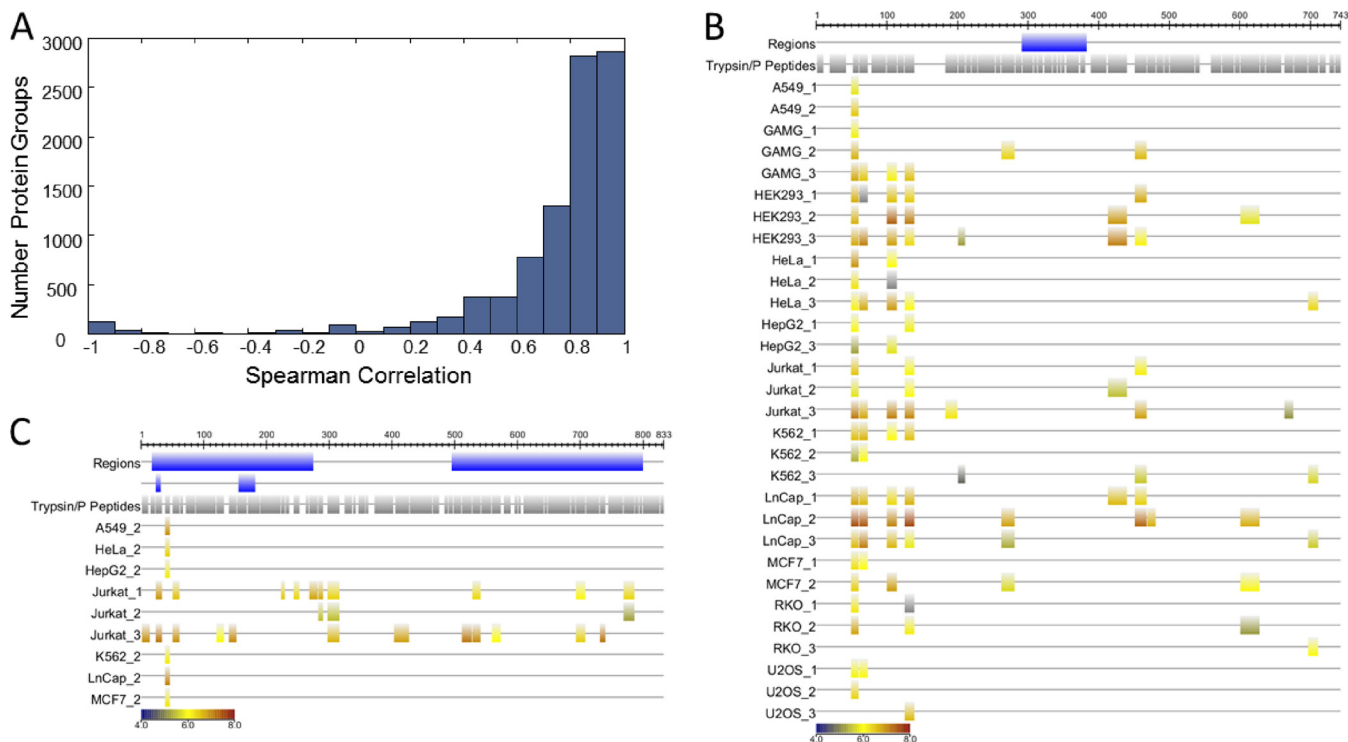 A
3000
2500
2000
1500
1000
500
0
-1 -0.8 -0.6 -0.4 -0.2 0 0.2 0.4 0.6 0.8 1
Number Protein Groups
Spearman Correlation
B
1 100 200 300 400 500 600 700 743
Regions
Trypsin/P Peptides
A549_1
A549_2
GAMG_1
GAMG_2
GAMG_3
HEK293_1
HEK293_2
HEK293_3
HeLa_1
HeLa_2
HeLa_3
HepG2_1
HepG2_3
Jurkat_1
Jurkat_2
Jurkat_3
K562_1
K562_2
K562_3
LnCap_1
LnCap_2
LnCap_3
MCF7_1
MCF7_2
RKO_1
RKO_2
RKO_3
U2OS_1
U2OS_2
U2OS_3
4.0 6.0 8.0
C
1 100 200 300 400 500 600 700 800 833
Regions
Trypsin/P Peptides
A549_2
HeLa_2
HepG2_2
Jurkat_1
Jurkat_2
Jurkat_3
K562_2
LnCap_2
MCF7_2
4.0 6.0 8.0